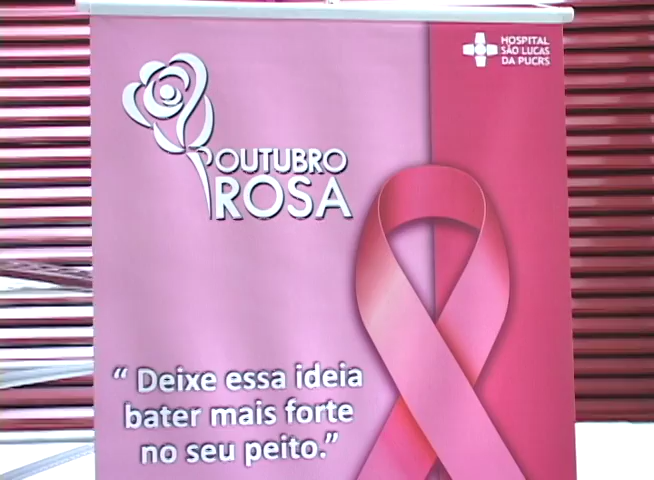 HOSPITAL
SÃO LUCAS
DA PUCRS
OUTUBRO
ROSA
“ Deixe essa ideia
bater mais forte
no seu peito.”